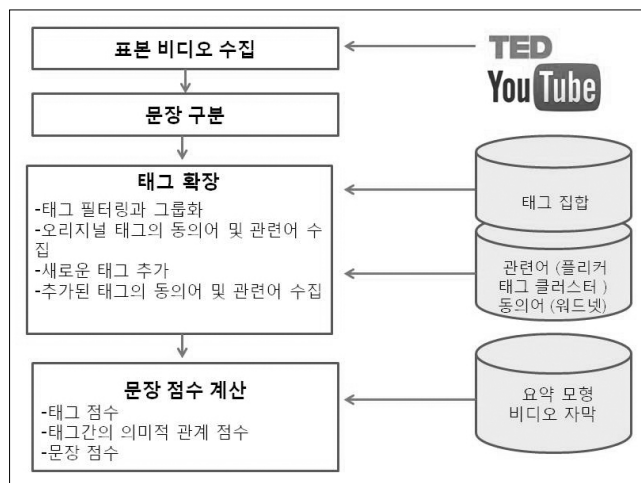 표본 비디오 수집
TED
YouTube
문장 구분
태그 확장
-태그 필터링과 그룹화
-오리지널 태그의 동의어 및 관련어 수
집
-새로운 태그 추가
-추가된 태그의 동의어 및 관련어 수집
태그 집합
관련어 (플리커
태그 클러스터 )
동의어 (워드넷)
문장 점수 계산
-태그 점수
-태그간의 의미적 관계 점수
-문장 점수
요약 모형
비디오 자막